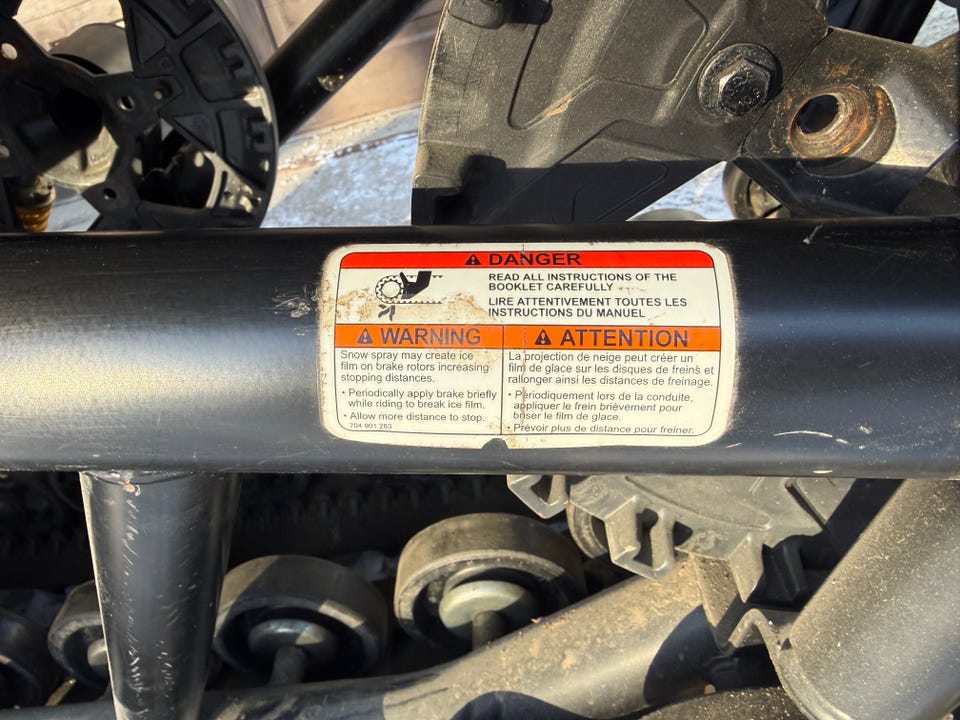 DANGER
READ ALL INSTRUCTIONS OF THE
BOOKLET CAREFULLY
LIRE ATTENTIVEMENT TOUTES LES
INSTRUCTIONS DU MANUEL
WARNING
Snow spray may create ice
film on brake rotors increasing
stopping distances.
• Periodically apply brake briefly
while riding to break ice film.
• Allow more distance to stop.
704 901 263
ATTENTION
La projection de neige peut créer un
film de glace sur les disques de freins et
rallonger ainsi les distances de freinage.
• Périodiquement lors de la conduite,
appliquer le frein brièvement pour
briser le film de glace.
• Prévoir plus de distance pour freiner.